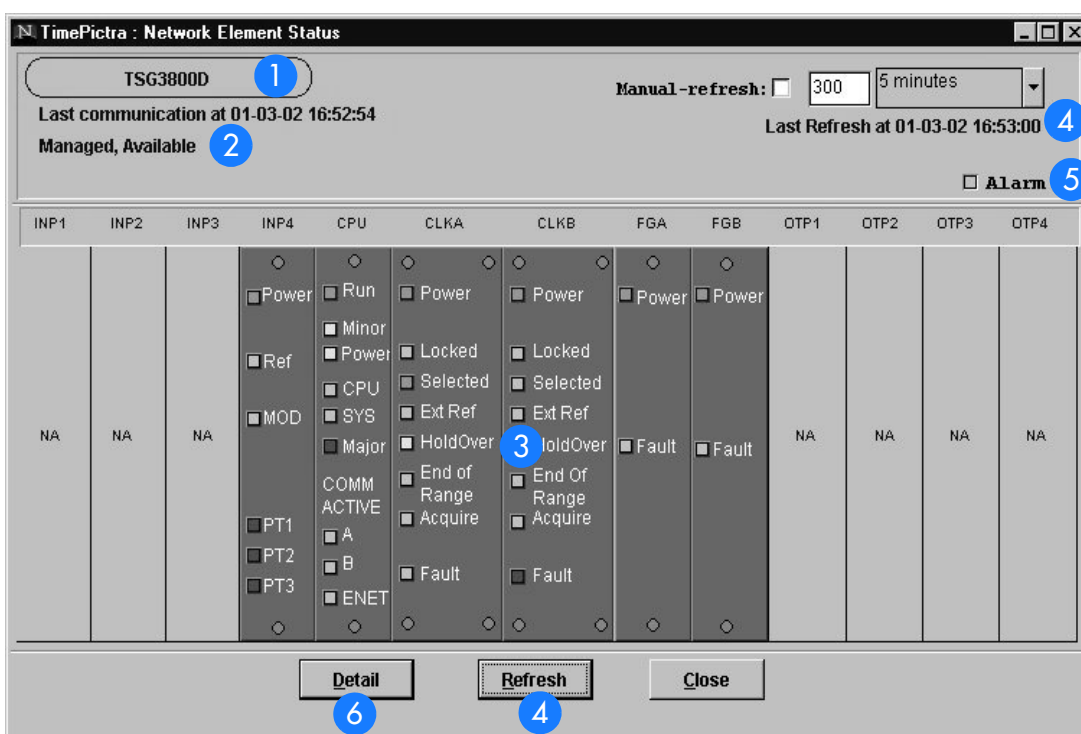 N TimePictra : Network Element Status
TSG3800D 1
Manual-refresh: 300 5 minutes
Last communication at 01-03-02 16:52:54
Last Refresh at 01-03-02 16:53:00 4
Managed, Available 2
Alarm 5
INP1 INP2 INP3 INP4 CPU CLKA CLKB FGA FGB OTP1 OTP2 OTP3 OTP4
NA
NA
NA
Power
Ref
MOD
PT1
PT2
PT3
Run
Minor
Power
CPU
SYS
Major
COMM
ACTIVE
A
B
ENET
Power
Locked
Selected
Ext Ref
HoldOver
End of
Range
Acquire
Fault
Power
Locked
Selected
Ext Ref
3 oldOver
End Of
Range
Acquire
Fault
Power
Fault
Power
Fault
NA
NA
NA
NA
Detail Refresh Close
6 4